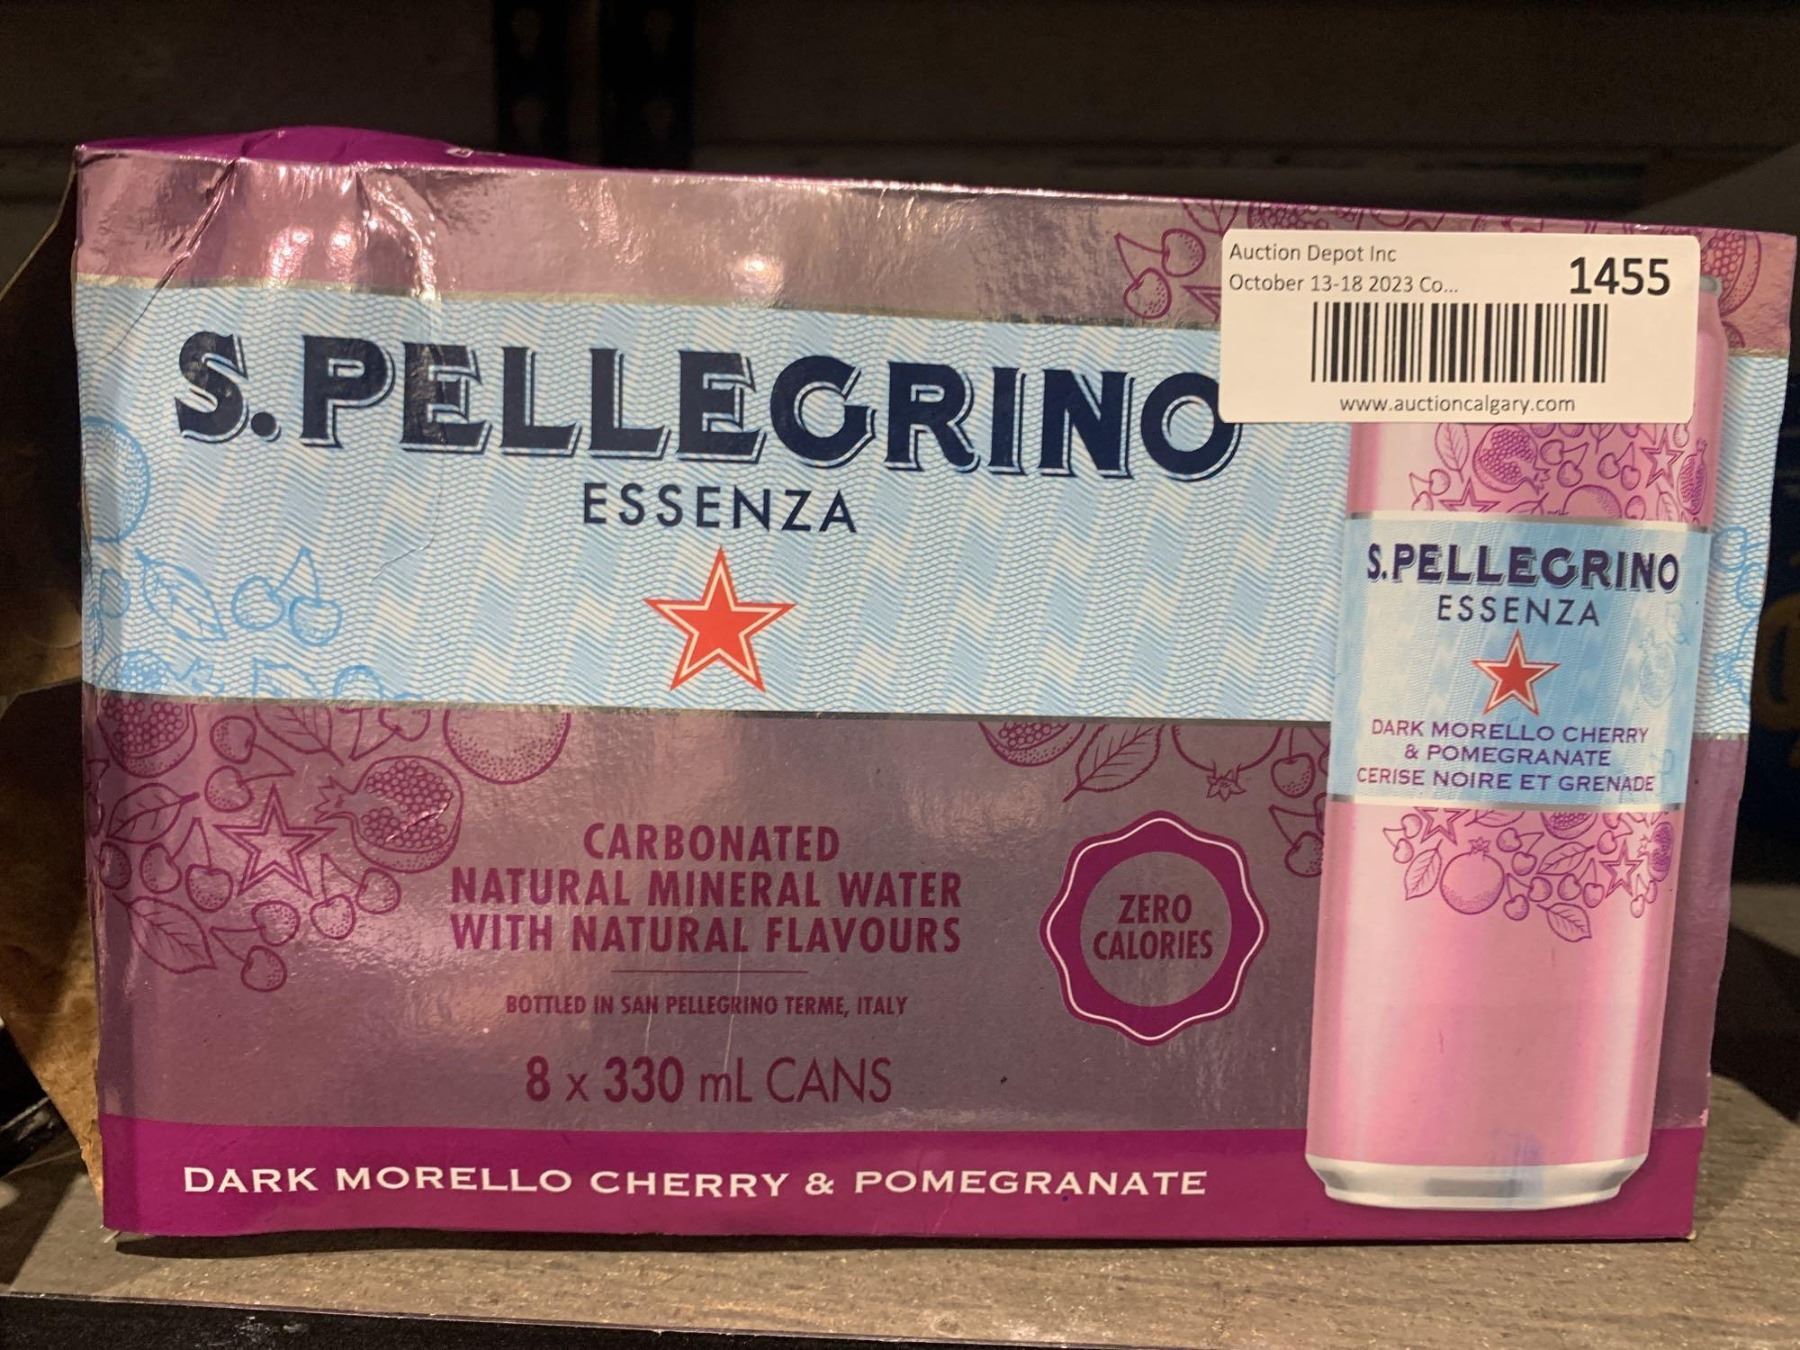 Auction Depot Inc
October 13-18 2023 Co...
1455
www.auctioncalgary.com
S.PELLEGRINO
ESSENZA
CARBONATED
NATURAL MINERAL WATER
WITH NATURAL FLAVOURS
BOTTLED IN SAN PELLEGRINO TERME, ITALY
8 x 330 mL CANS
ZERO
CALORIES
DARK MORELLO CHERRY & POMEGRANATE
S.PELLEGRINO
ESSENZA
DARK MORELLO CHERRY
& POMEGRANATE
CERISE NOIRE ET GRENADE